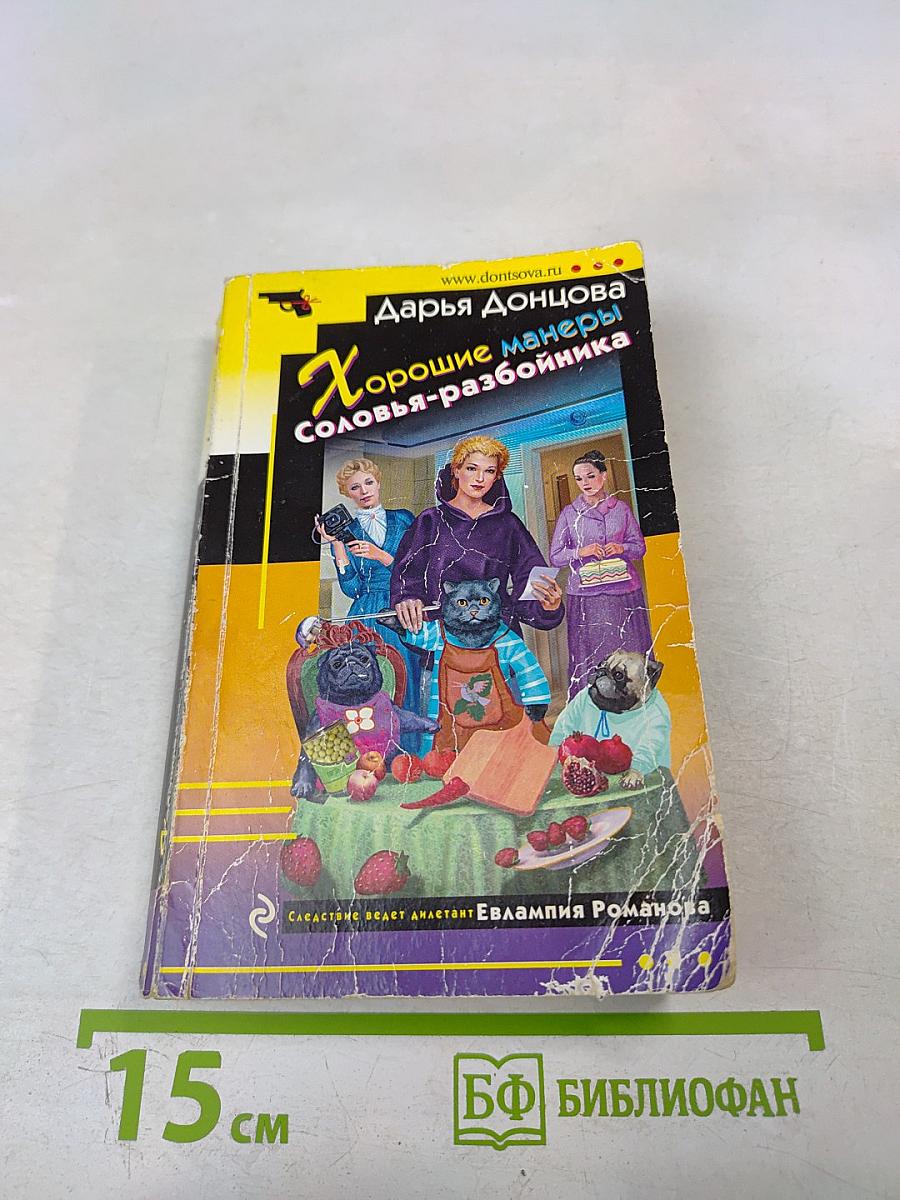 www.dontsova.ru
Дарья Донцова
Хорошие манеры
Соловья-разбойника
Следствие ведет дилетант Евлампия Романова
15 см
БФ БИБЛИОФАН